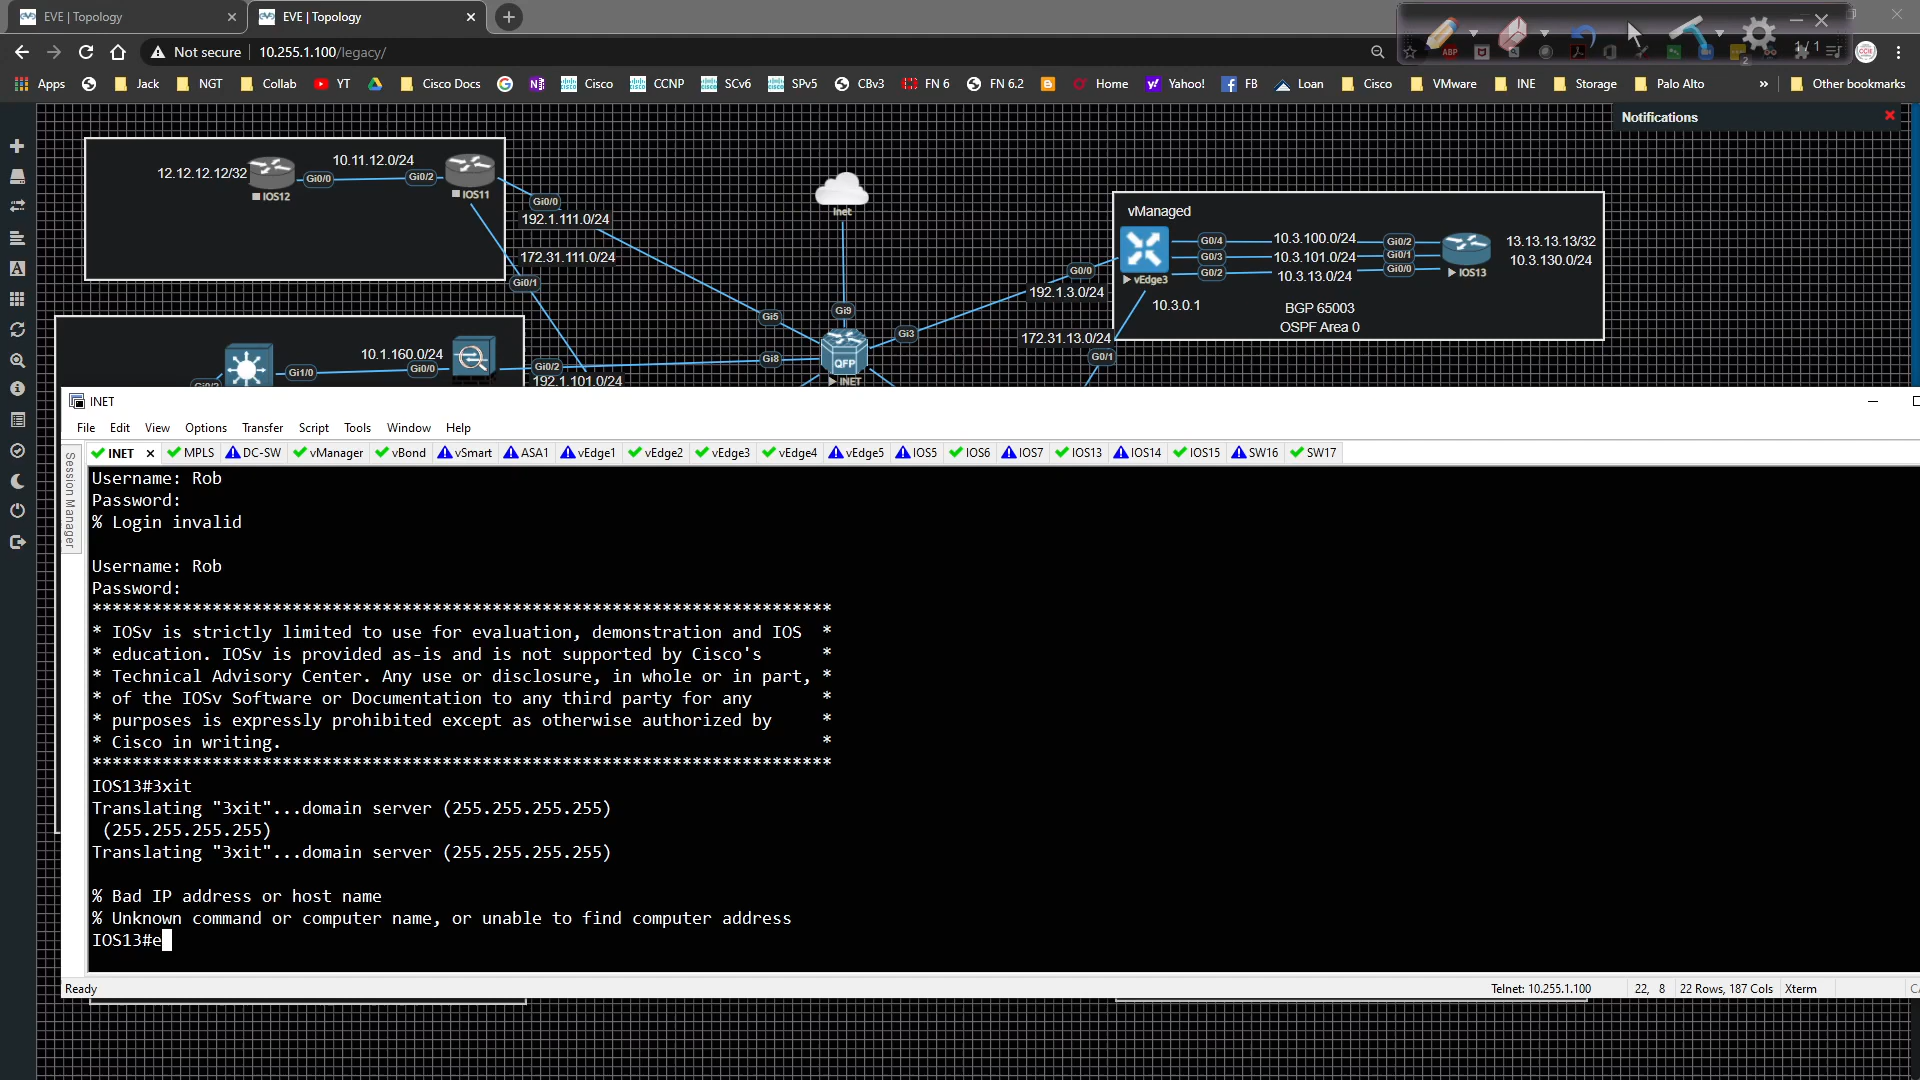 EVE | Topology
EVE | Topology
Not secure
10.255.1.100/legacy/
1 / 1
ABP
2
Apps
Jack
NGT
Collab
YT
Cisco Docs
Cisco
CCNP
SCv6
SPv5
CBv3
FN 6
FN 6.2
Home
Yahoo!
FB
Loan
Cisco
VMware
INE
Storage
Palo Alto
»
Other bookmarks
Notifications
12.12.12.12/32
IOS12
Gi0/0
10.11.12.0/24
Gi0/2
IOS11
Gi0/0
192.1.111.0/24
172.31.111.0/24
Gi0/1
Inet
Gi9
Gi5
Gi3
Gi8
QFP
INET
vManaged
G0/0
192.1.3.0/24
vEdge3
G0/4
10.3.100.0/24
Gi0/2
G0/3
10.3.101.0/24
Gi0/1
G0/2
10.3.13.0/24
Gi0/0
IOS13
13.13.13.13/32
10.3.130.0/24
10.3.0.1
BGP 65003
OSPF Area 0
172.31.13.0/24
G0/1
Gi1/0
10.1.160.0/24
Gi0/0
Gi0/2
192.1.101.0/24
INET
File Edit View Options Transfer Script Tools Window Help
Session Manager
INET MPLS DC-SW vManager vBond vSmart ASA1 vEdge1 vEdge2 vEdge3 vEdge4 vEdge5 IOS5 IOS6 IOS7 IOS13 IOS14 IOS15 SW16 SW17
Username: Rob
Password:
% Login invalid
Username: Rob
Password:
**************************************************************************
* IOSv is strictly limited to use for evaluation, demonstration and IOS  *
* education. IOSv is provided as-is and is not supported by Cisco's      *
* Technical Advisory Center. Any use or disclosure, in whole or in part, *
* of the IOSv Software or Documentation to any third party for any       *
* purposes is expressly prohibited except as otherwise authorized by     *
* Cisco in writing.                                                      *
**************************************************************************
IOS13#3xit
Translating "3xit"...domain server (255.255.255.255)
(255.255.255.255)
Translating "3xit"...domain server (255.255.255.255)
% Bad IP address or host name
% Unknown command or computer name, or unable to find computer address
IOS13#e
Ready
Telnet: 10.255.1.100
22, 8
22 Rows, 187 Cols
Xterm